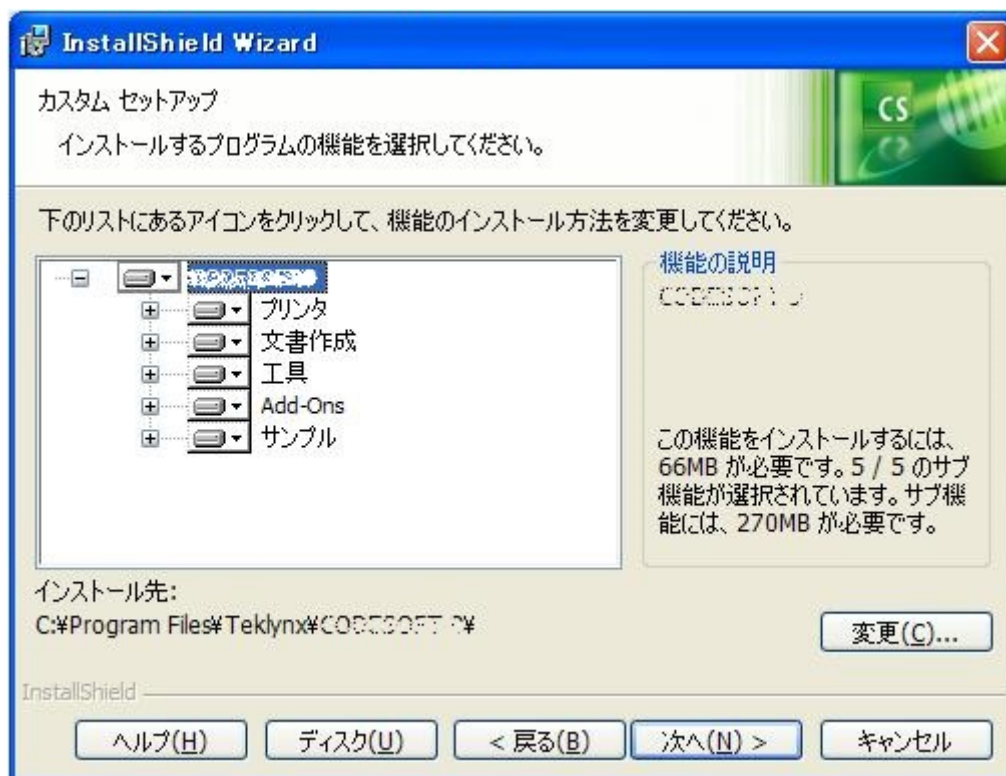 InstallShield Wizard
カスタム セットアップ
インストールするプログラムの機能を選択してください。
CS
下のリストにあるアイコンをクリックして、機能のインストール方法を変更してください。
プリンタ
文書作成
工具
Add-Ons
サンプル
機能の説明
この機能をインストールするには、
66MB が必要です。5 / 5 のサブ
機能が選択されています。サブ機
能には、270MB が必要です。
インストール先:
C:¥Program Files¥Teklynx¥
変更(C)...
InstallShield
ヘルプ(H)
ディスク(U)
< 戻る(B)
次へ(N) >
キャンセル